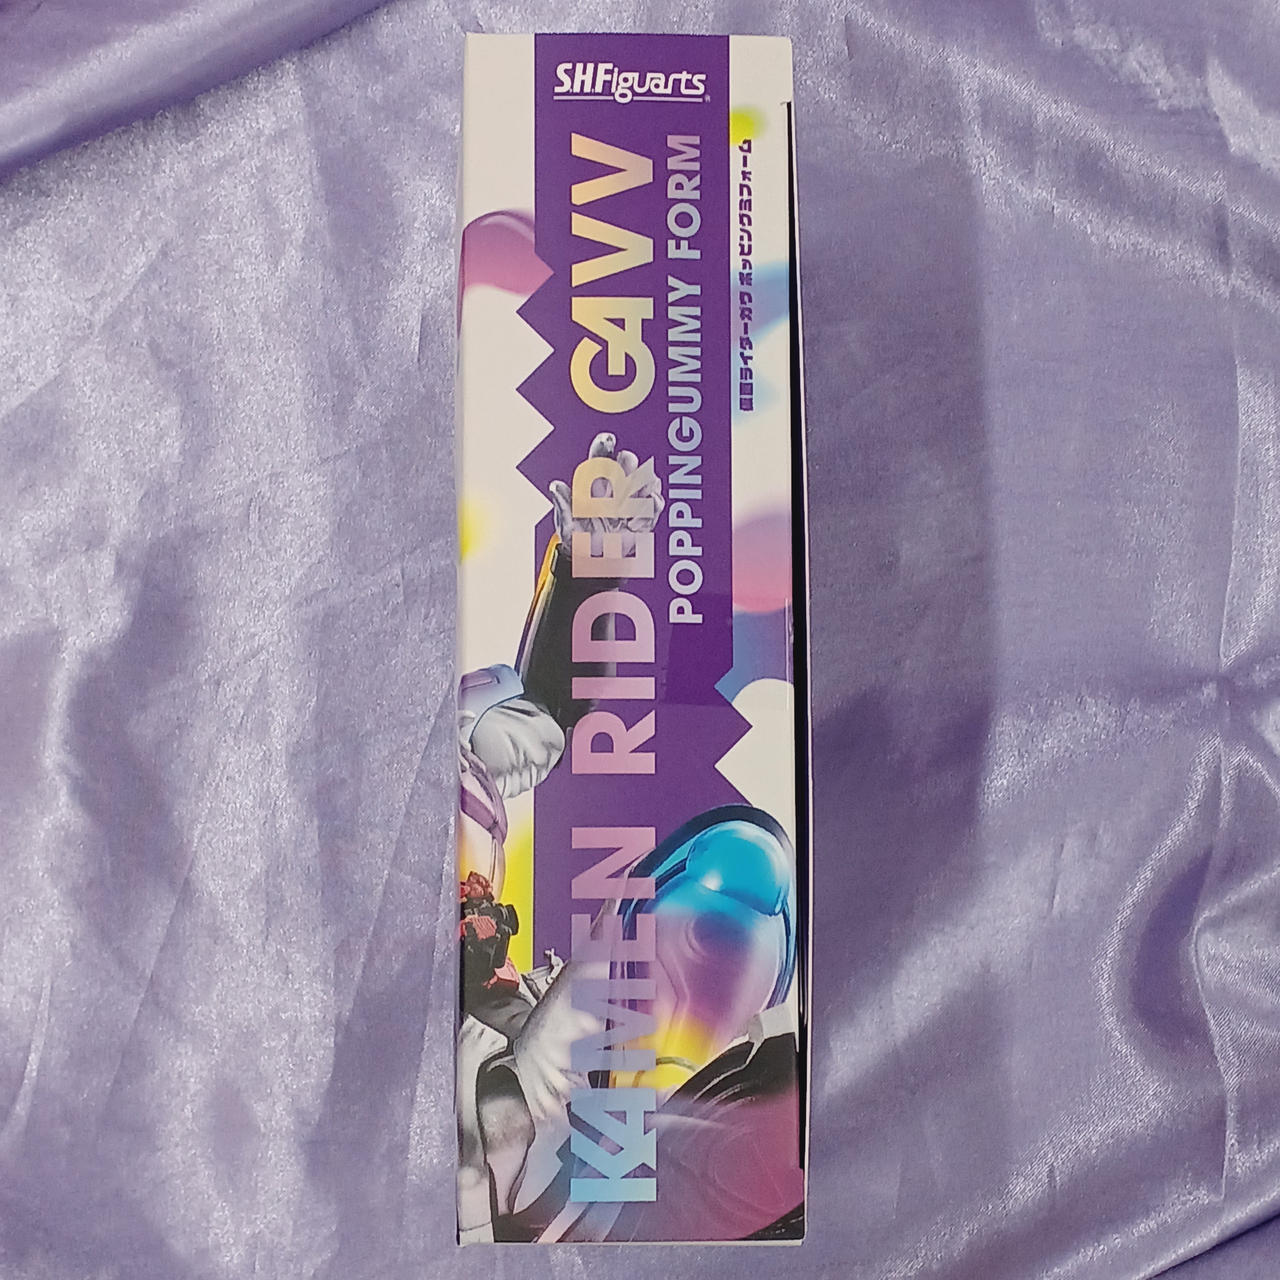 S.H.Figuarts
KAMEN RIDER GAVV
POPPINGUMMY FORM
仮面ライダーガヴ ポッピングミフォーム